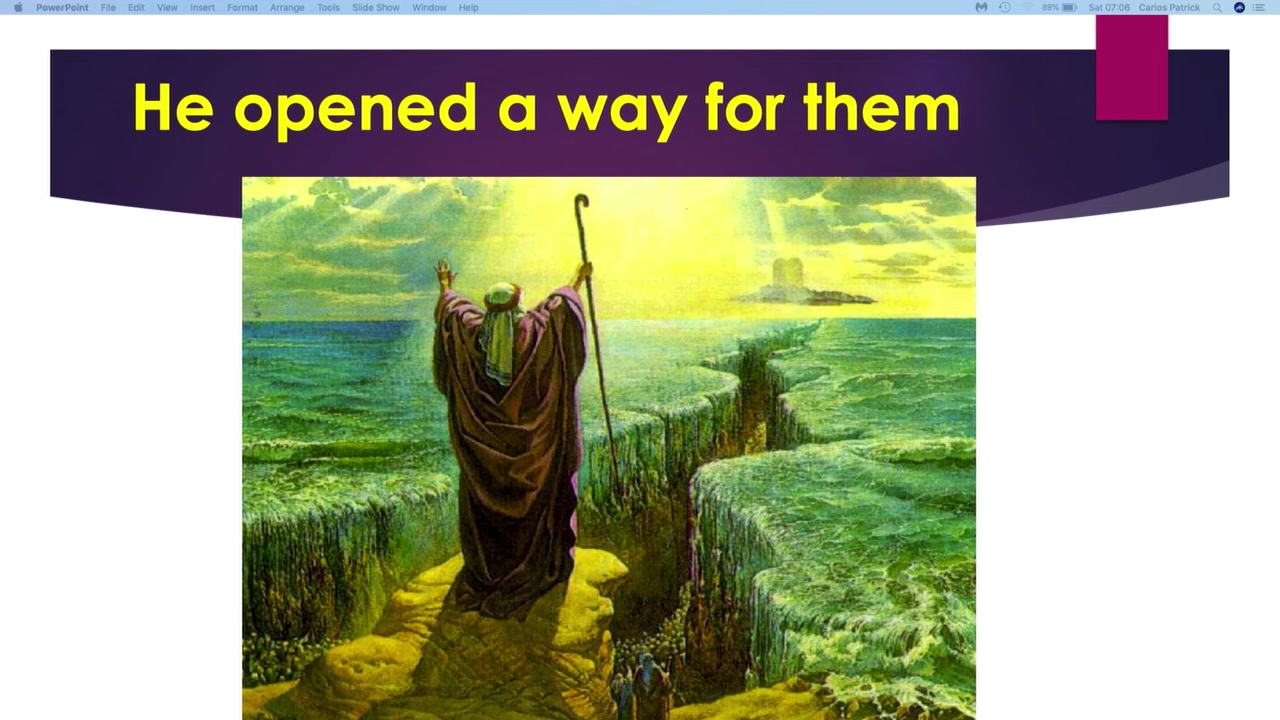 PowerPoint File Edit View Insert Format Arrange Tools Slide Show Window Help 89% Sat 07:06 Carlos Patrick
He opened a way for them